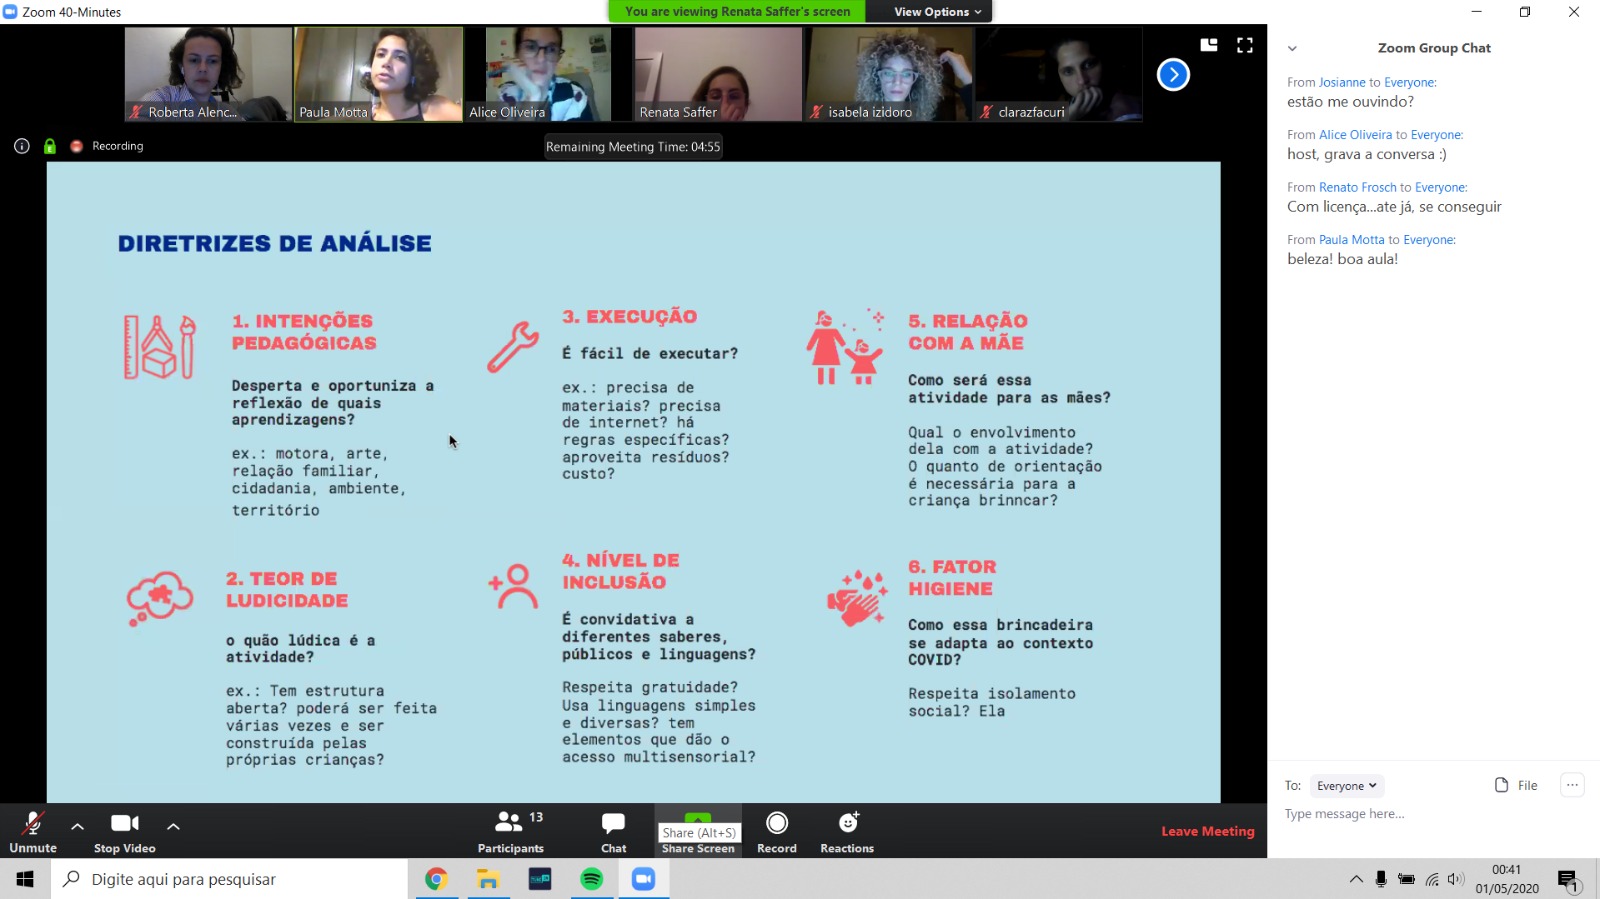 Zoom 40-Minutes
You are viewing Renata Saffer's screen
View Options
Roberta Alenc...
Paula Motta
Alice Oliveira
Renata Saffer
isabela izidoro
clarazfacuri
Recording
Remaining Meeting Time: 04:55
DIRETRIZES DE ANÁLISE
1. INTENÇÕES
PEDAGÓGICAS
Desperta e oportuniza a
reflexão de quais
aprendizagens?
ex.: motora, arte,
relação familiar,
cidadania, ambiente,
território
2. TEOR DE
LUDICIDADE
o quão lúdica é a
atividade?
ex.: Tem estrutura
aberta? poderá ser feita
várias vezes e ser
construída pelas
próprias crianças?
3. EXECUÇÃO
É fácil de executar?
ex.: precisa de
materiais? precisa
de internet? há
regras específicas?
aproveita resíduos?
custo?
4. NÍVEL DE
INCLUSÃO
É convidativa a
diferentes saberes,
públicos e linguagens?
Respeita gratuidade?
Usa linguagens simples
e diversas? tem
elementos que dão o
acesso multisensorial?
5. RELAÇÃO
COM A MÃE
Como será essa
atividade para as mães?
Qual o envolvimento
dela com a atividade?
O quanto de orientação
é necessária para a
criança brinncar?
6. FATOR
HIGIENE
Como essa brincadeira
se adapta ao contexto
COVID?
Respeita isolamento
social? Ela
Zoom Group Chat
From Josianne to Everyone:
estão me ouvindo?
From Alice Oliveira to Everyone:
host, grava a conversa :)
From Renato Frosch to Everyone:
Com licença...ate já, se conseguir
From Paula Motta to Everyone:
beleza! boa aula!
To: Everyone
File
...
Type message here...
Unmute
Stop Video
Participants
13
Chat
Share (Alt+S)
Share Screen
Record
Reactions
Leave Meeting
Digite aqui para pesquisar
00:41
01/05/2020
1